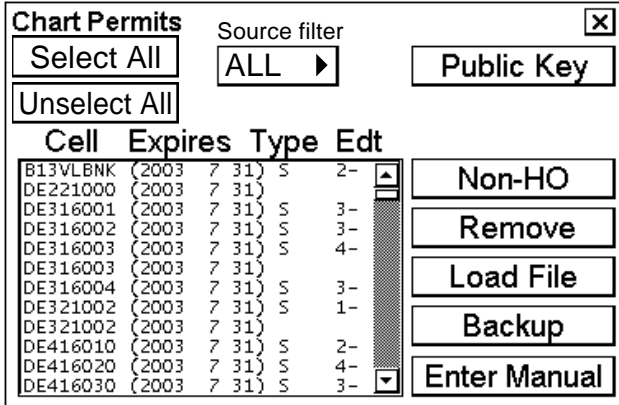 Chart Permits
Source filter
Select All
ALL
Public Key
Unselect All
Cell Expires Type Edt
B13VLBNK (2003 7 31) S 2-
DE221000 (2003 7 31)
DE316001 (2003 7 31) S 3-
DE316002 (2003 7 31) S 3-
DE316003 (2003 7 31) S 4-
DE316003 (2003 7 31)
DE316004 (2003 7 31) S 3-
DE321002 (2003 7 31) S 1-
DE321002 (2003 7 31)
DE416010 (2003 7 31) S 2-
DE416020 (2003 7 31) S 4-
DE416030 (2003 7 31) S 3-
Non-HO
Remove
Load File
Backup
Enter Manual